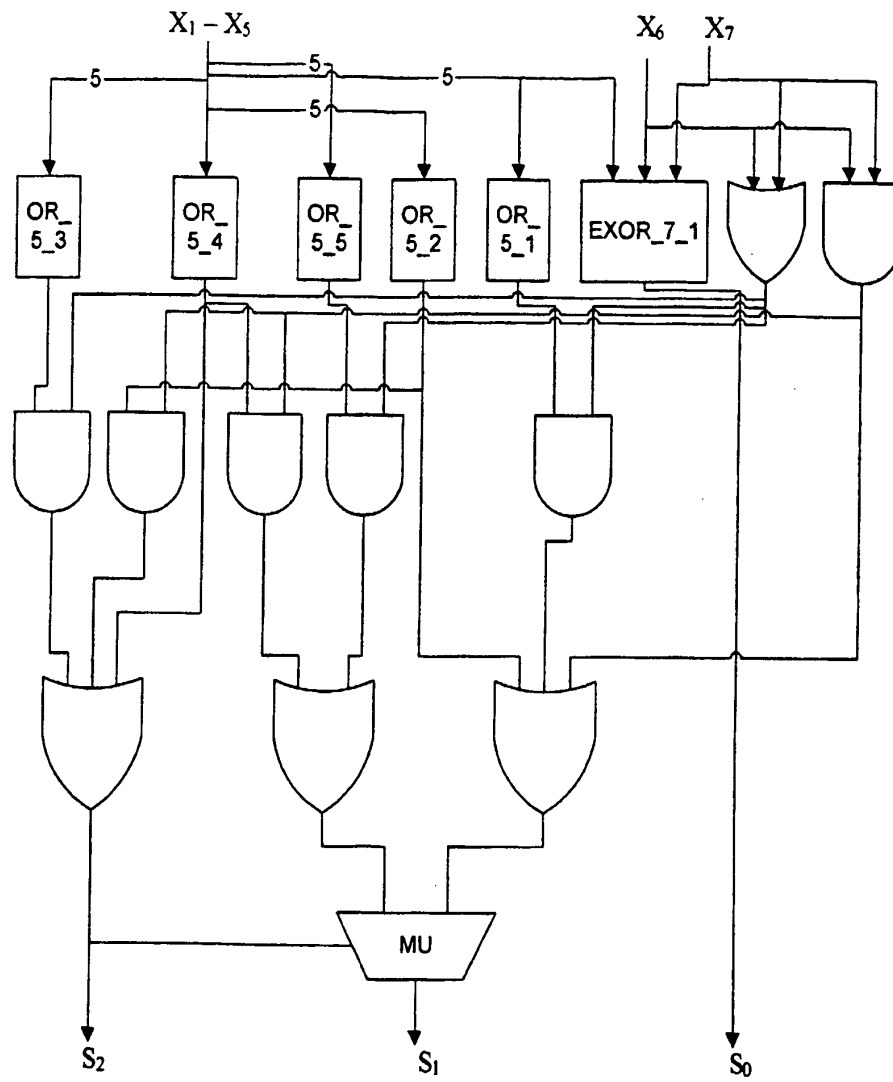 X₁ – X₅
X₆
X₇
5
5
5
5
OR_
5_3
OR_
5_4
OR_
5_5
OR_
5_2
OR_
5_1
EXOR_7_1
MU
S₂
S₁
S₀